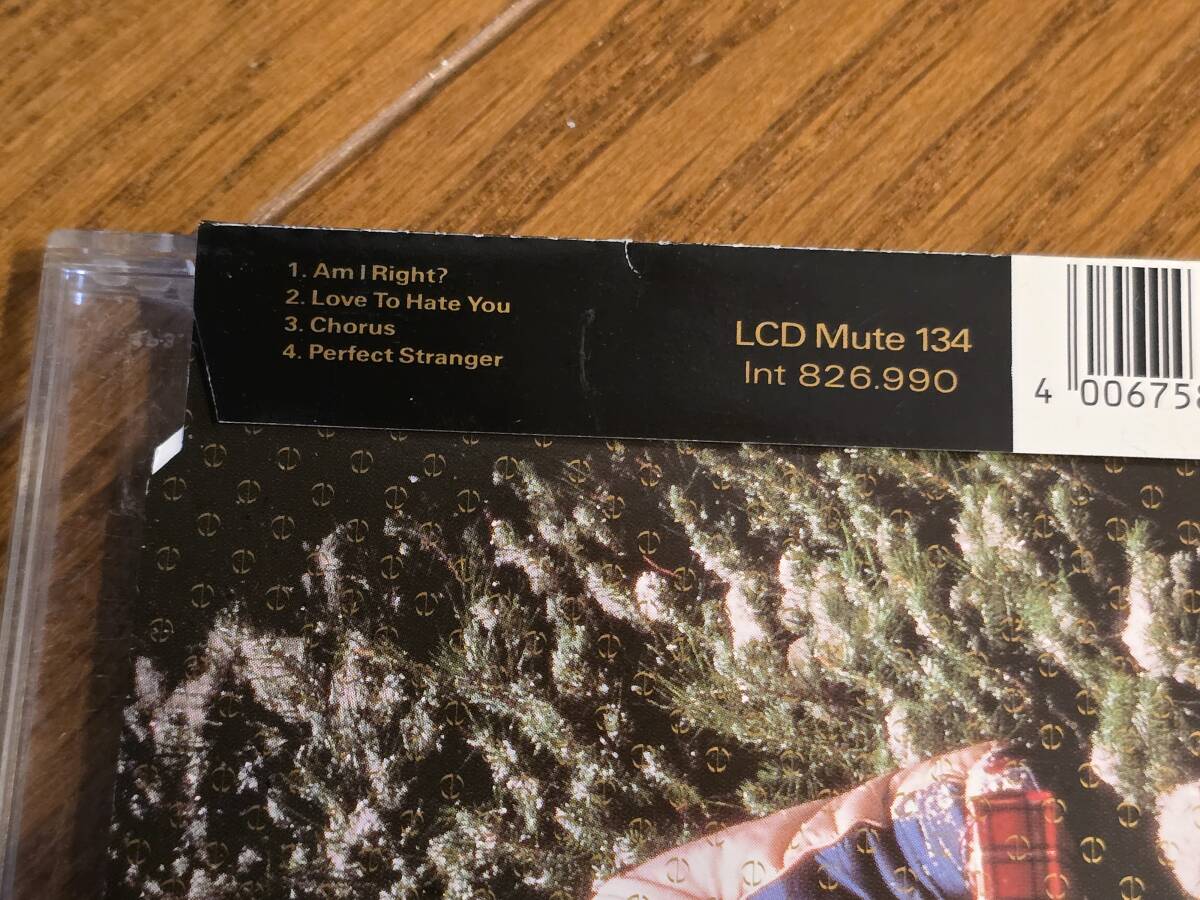 1. Am I Right?
2. Love To Hate You
3. Chorus
4. Perfect Stranger
LCD Mute 134
Int 826.990
4 006758